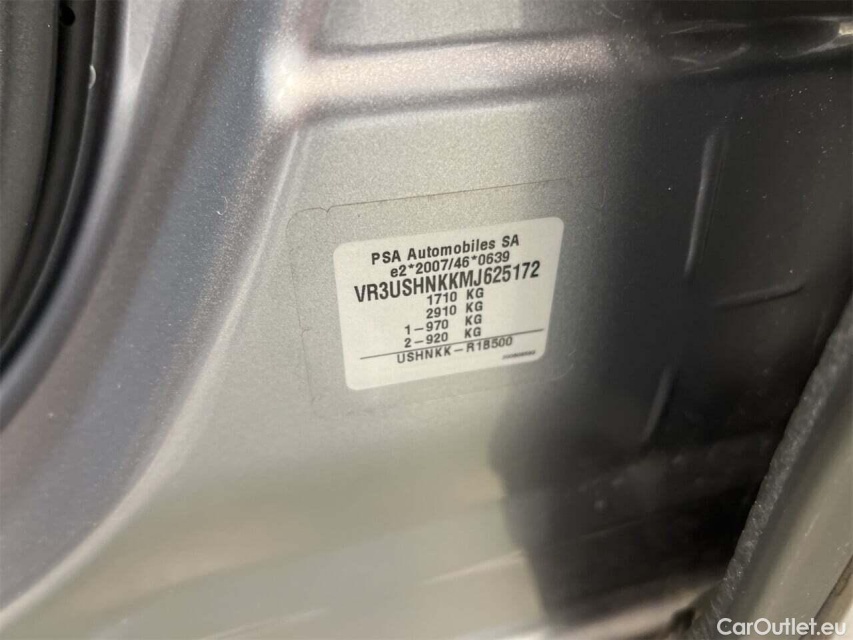 PSA Automobiles SA
e2*2007/46*0639
VR3USHNKKMJ625172
1710 KG
2910 KG
1-970 KG
2-920 KG
USHNKK-R18500
CarOutlet.eu